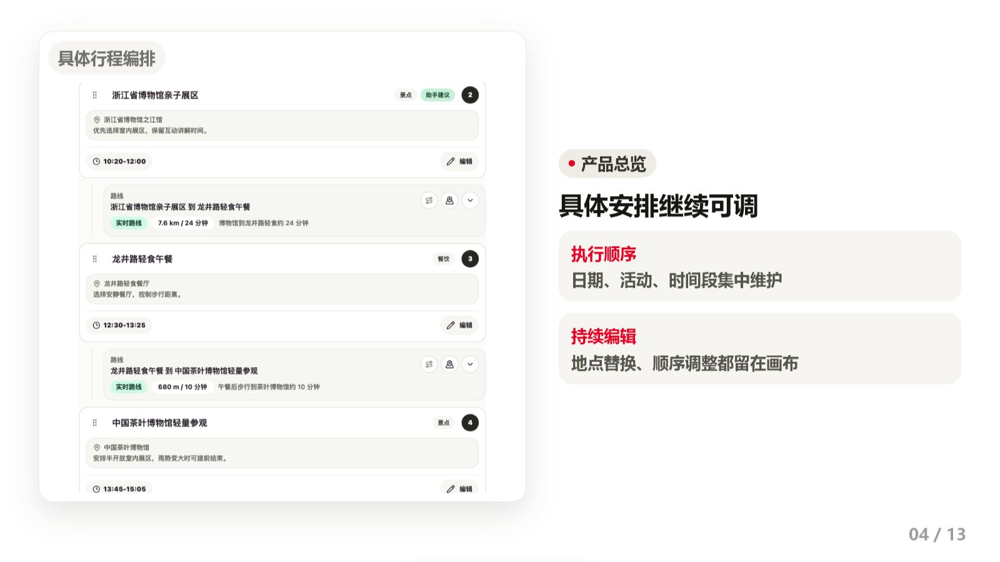 具体行程编排
浙江省博物馆亲子展区
景点
助手建议
2
浙江省博物馆之江馆
优先选择室内展区，保留互动讲解时间。
10:20-12:00
编辑
路线
浙江省博物馆亲子展区 到 龙井路轻食午餐
实时路线
7.6 km / 24 分钟
博物馆到龙井路轻食约 24 分钟
龙井路轻食午餐
餐饮
3
龙井路轻食餐厅
选择安静餐厅，控制步行距离。
12:30-13:25
编辑
路线
龙井路轻食午餐 到 中国茶叶博物馆轻量参观
实时路线
680 m / 10 分钟
午餐后步行到茶叶博物馆约 10 分钟
中国茶叶博物馆轻量参观
景点
4
中国茶叶博物馆
安排半开放室内展区，雨势变大时可提前结束。
13:45-15:05
编辑
产品总览
具体安排继续可调
执行顺序
日期、活动、时间段集中维护
持续编辑
地点替换、顺序调整都留在画布
04 / 13